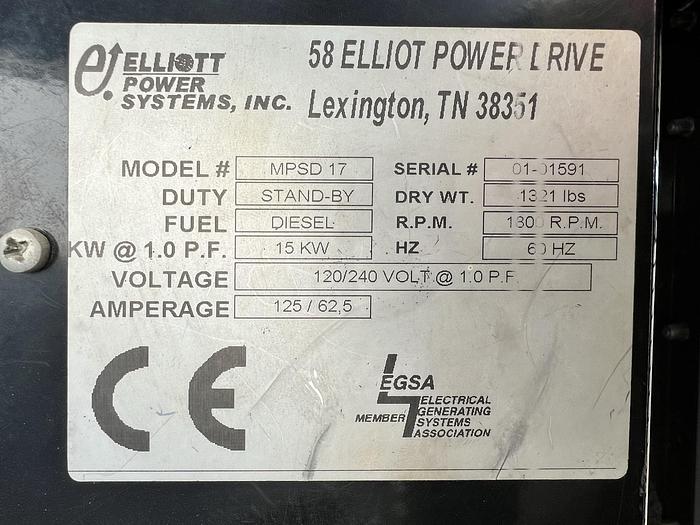 e! ELLIOTT
POWER
SYSTEMS, INC.
58 ELLIOT POWER DRIVE
Lexington, TN 38351
MODEL # MPSD 17 SERIAL # 01-01591
DUTY STAND-BY DRY WT. 1321 lbs
FUEL DIESEL R.P.M. 1800 R.P.M.
KW @ 1.0 P.F. 15 KW HZ 60 HZ
VOLTAGE 120/240 VOLT @ 1.0 P.F.
AMPERAGE 125 / 62,5
CE
EGSA
MEMBER
ELECTRICAL
GENERATING
SYSTEMS
ASSOCIATION